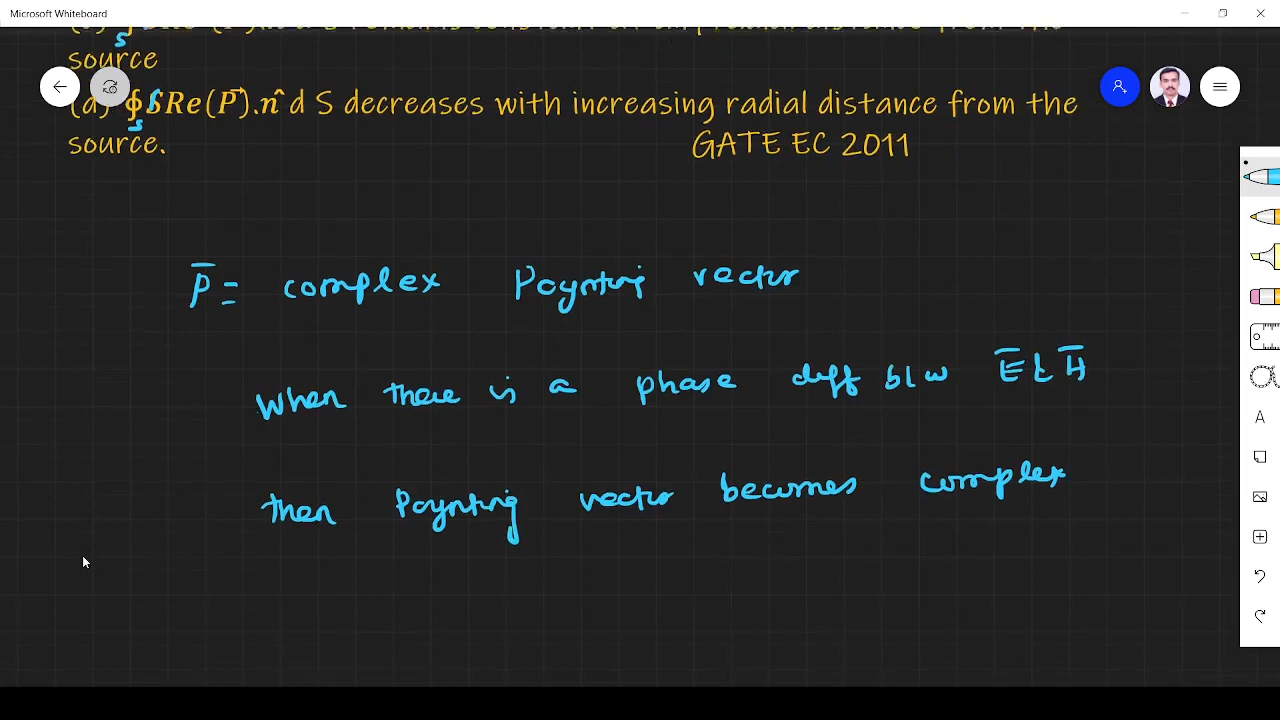 Microsoft Whiteboard
source
(d) ∮SRe(P⃗).n̂ d S decreases with increasing radial distance from the
s
source.
GATE EC 2011
P̅ = complex Poynting vector
When there is a phase diff b/w E̅ & H̅
then Poynting vector becomes complex